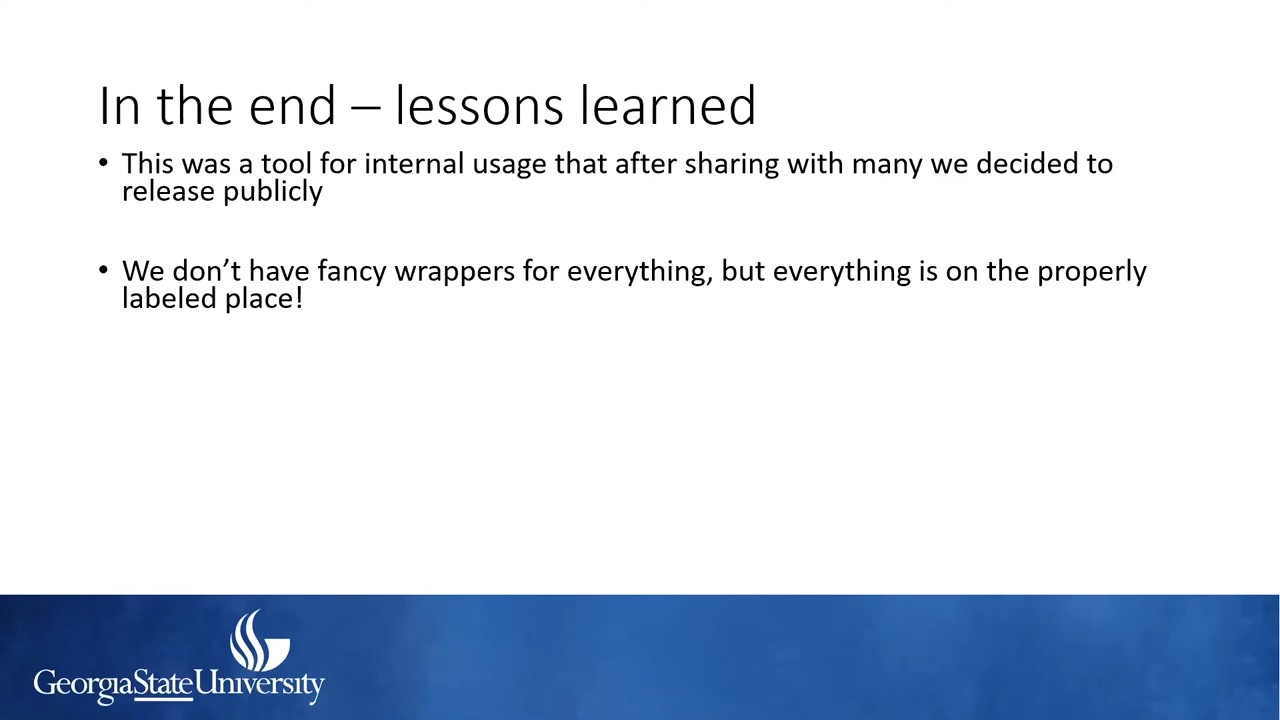 In the end – lessons learned
• This was a tool for internal usage that after sharing with many we decided to
release publicly
• We don’t have fancy wrappers for everything, but everything is on the properly
labeled place!
GeorgiaStateUniversity